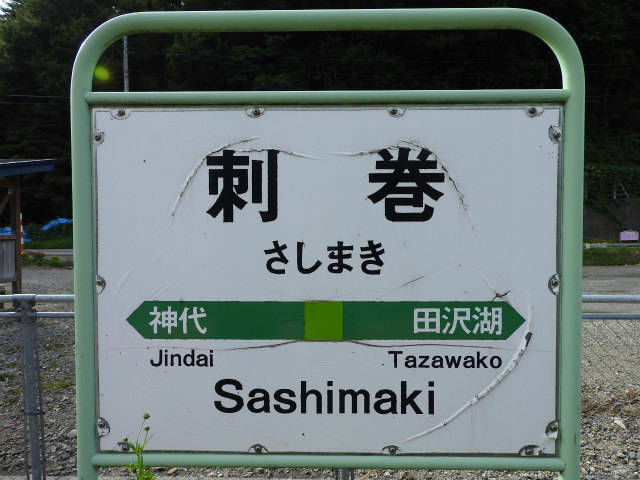 刺巻
さしまき
神代 田沢湖
Jindai Tazawako
Sashimaki